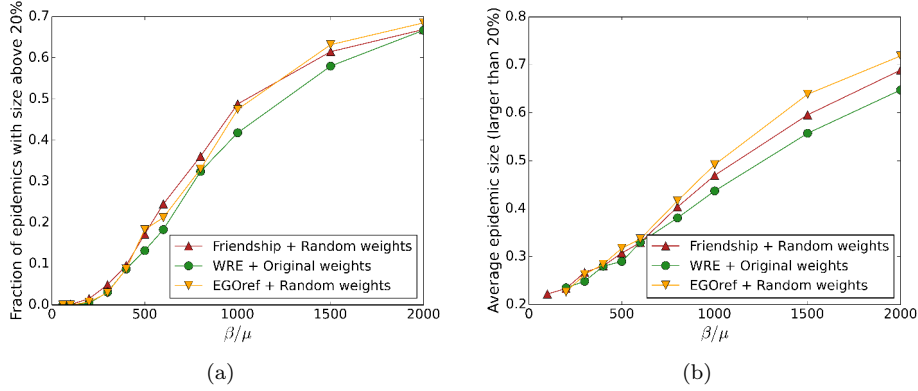 0.7
0.6
0.5
0.4
0.3
0.2
0.1
0.0
Fraction of epidemics with size above 20%
0 500 1000 1500 2000
β/μ
Friendship + Random weights
WRE + Original weights
EGOref + Random weights
(a)
0.8
0.7
0.6
0.5
0.4
0.3
0.2
Average epidemic size (larger than 20%)
0 500 1000 1500 2000
β/μ
Friendship + Random weights
WRE + Original weights
EGOref + Random weights
(b)